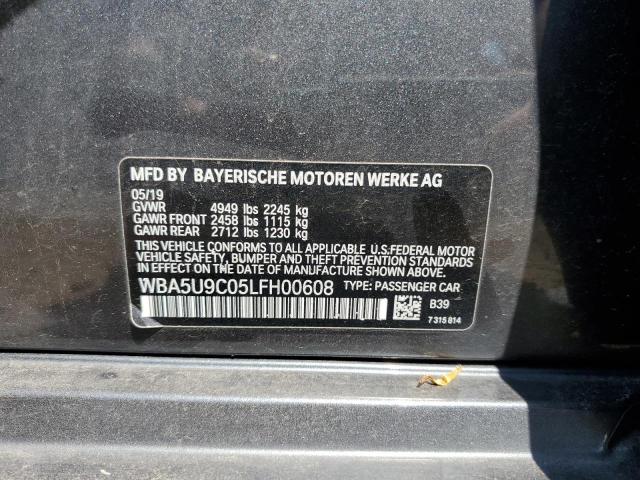 MFD BY BAYERISCHE MOTOREN WERKE AG
05/19
GVWR 4949 lbs 2245 kg
GAWR FRONT 2458 lbs 1115 kg
GAWR REAR 2712 lbs 1230 kg
THIS VEHICLE CONFORMS TO ALL APPLICABLE U.S.FEDERAL MOTOR
VEHICLE SAFETY, BUMPER AND THEFT PREVENTION STANDARDS
IN EFFECT ON THE DATE OF MANUFACTURE SHOWN ABOVE.
WBA5U9C05LFH00608 TYPE: PASSENGER CAR
B39
7 315 814